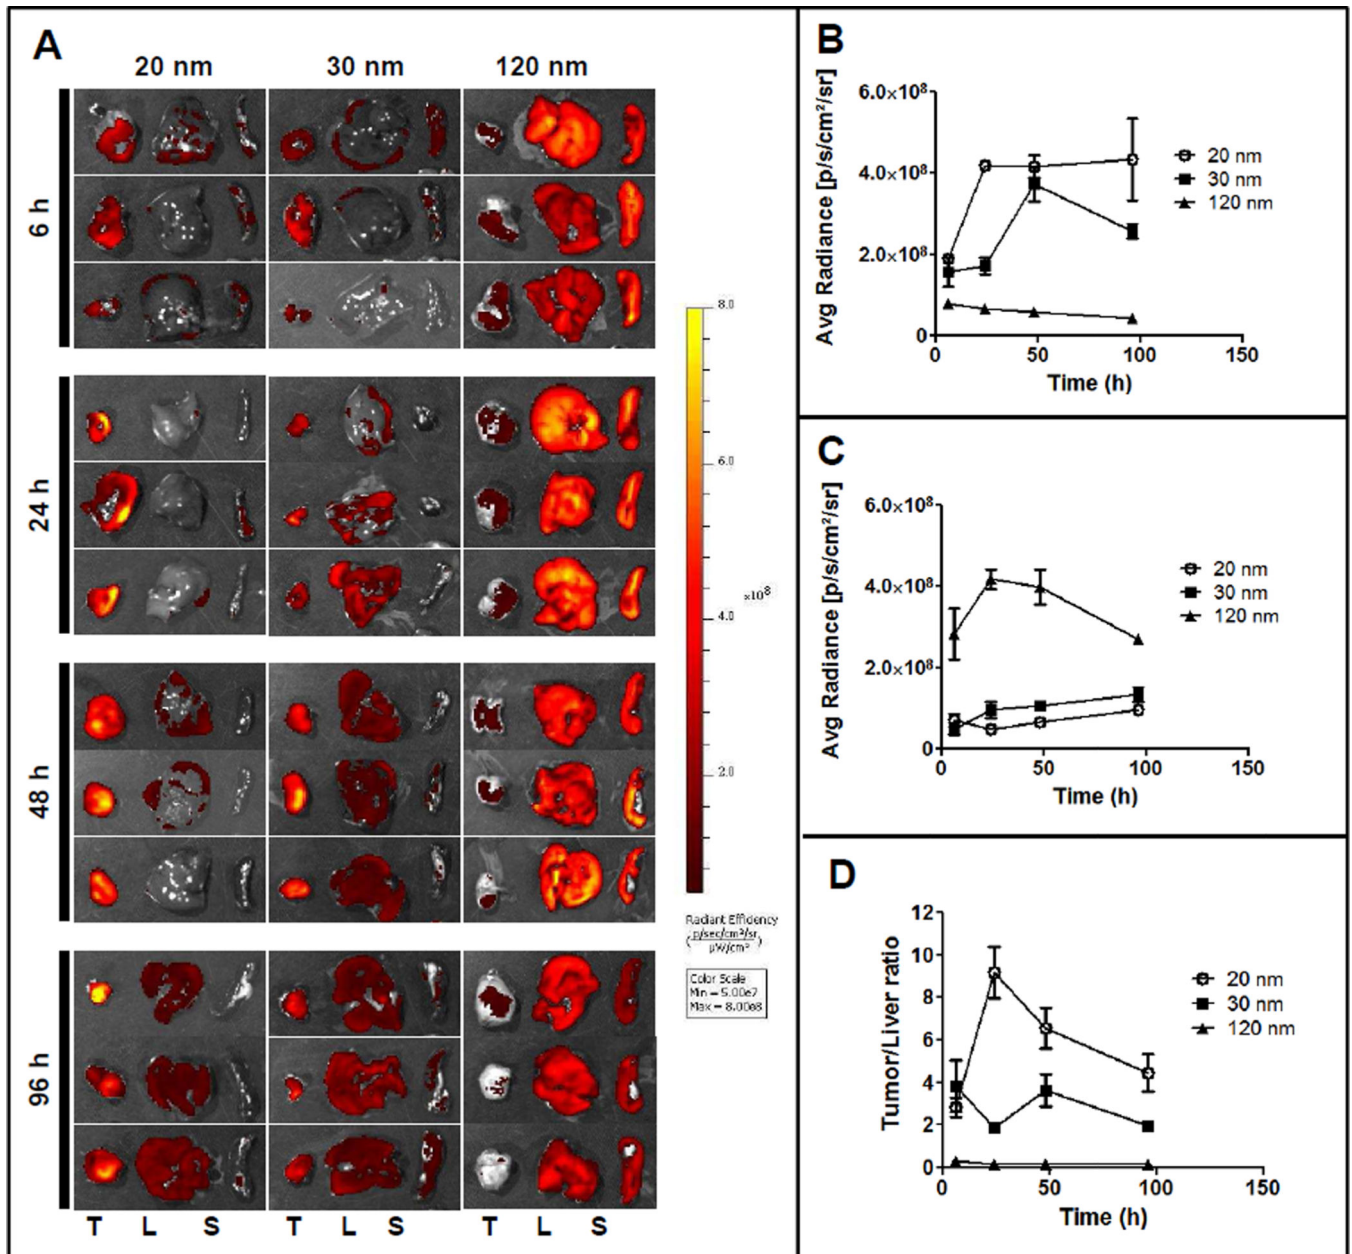 A
20 nm
30 nm
120 nm
6 h
24 h
48 h
96 h
T
L
S
T
L
S
T
L
S
8.0
6.0
×10⁸
4.0
2.0
Radiant Efficiency
(p/sec/cm²/sr
µW/cm²)
Color Scale
Min = 5.00e7
Max = 8.00e8
B
Avg Radiance [p/s/cm²/sr]
6.0×10⁸
4.0×10⁸
2.0×10⁸
0
0
50
100
150
Time (h)
20 nm
30 nm
120 nm
C
Avg Radiance [p/s/cm²/sr]
6.0×10⁸
4.0×10⁸
2.0×10⁸
0
0
50
100
150
Time (h)
20 nm
30 nm
120 nm
D
Tumor/Liver ratio
12
10
8
6
4
2
0
0
50
100
150
Time (h)
20 nm
30 nm
120 nm